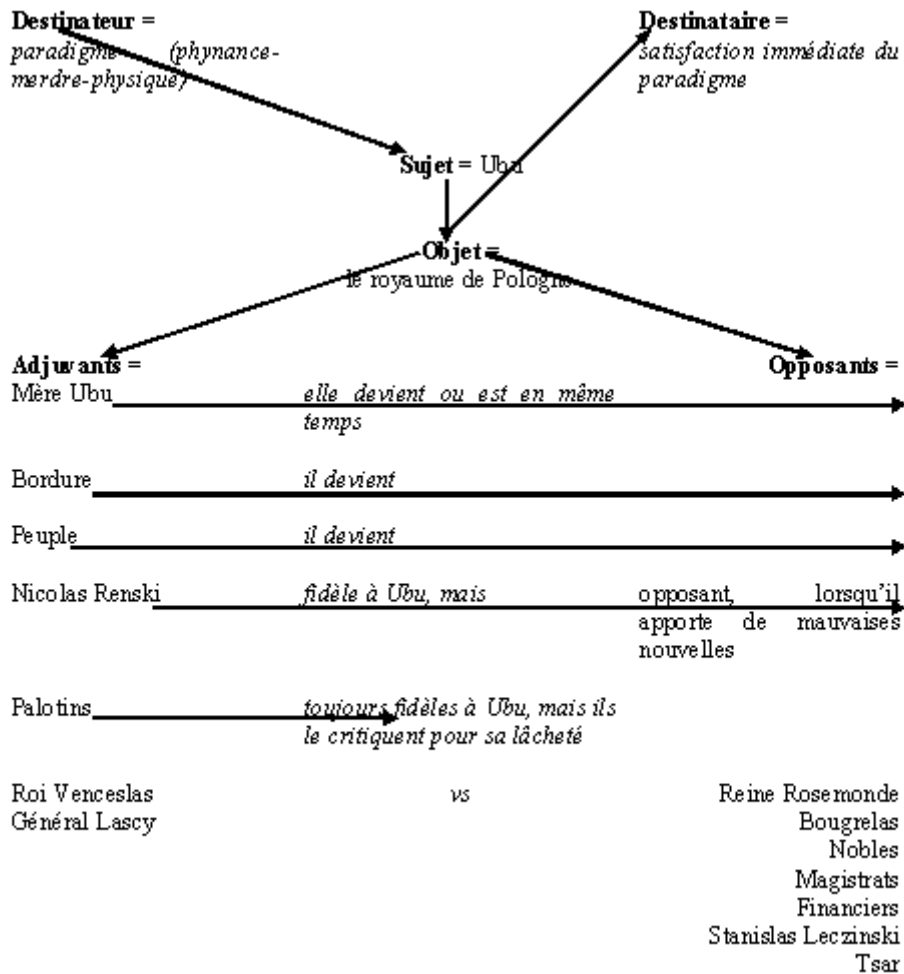 Destinateur =
paradigme (phynance-
merdre-physique)
Destinataire =
satisfaction immédiate du
paradigme
Sujet = Ubu
Objet =
le royaume de Pologne
Adjuvants =
Opposants =
Mère Ubu
elle devient ou est en même
temps
Bordure
il devient
Peuple
il devient
Nicolas Renski
fidèle à Ubu, mais
opposant, lorsqu'il
apporte de mauvaises
nouvelles
Palotins
toujours fidèles à Ubu, mais ils
le critiquent pour sa lâcheté
Roi Venceslas
Général Lascy
vs
Reine Rosemonde
Bougrelas
Nobles
Magistrats
Financiers
Stanislas Leczinski
Tsar